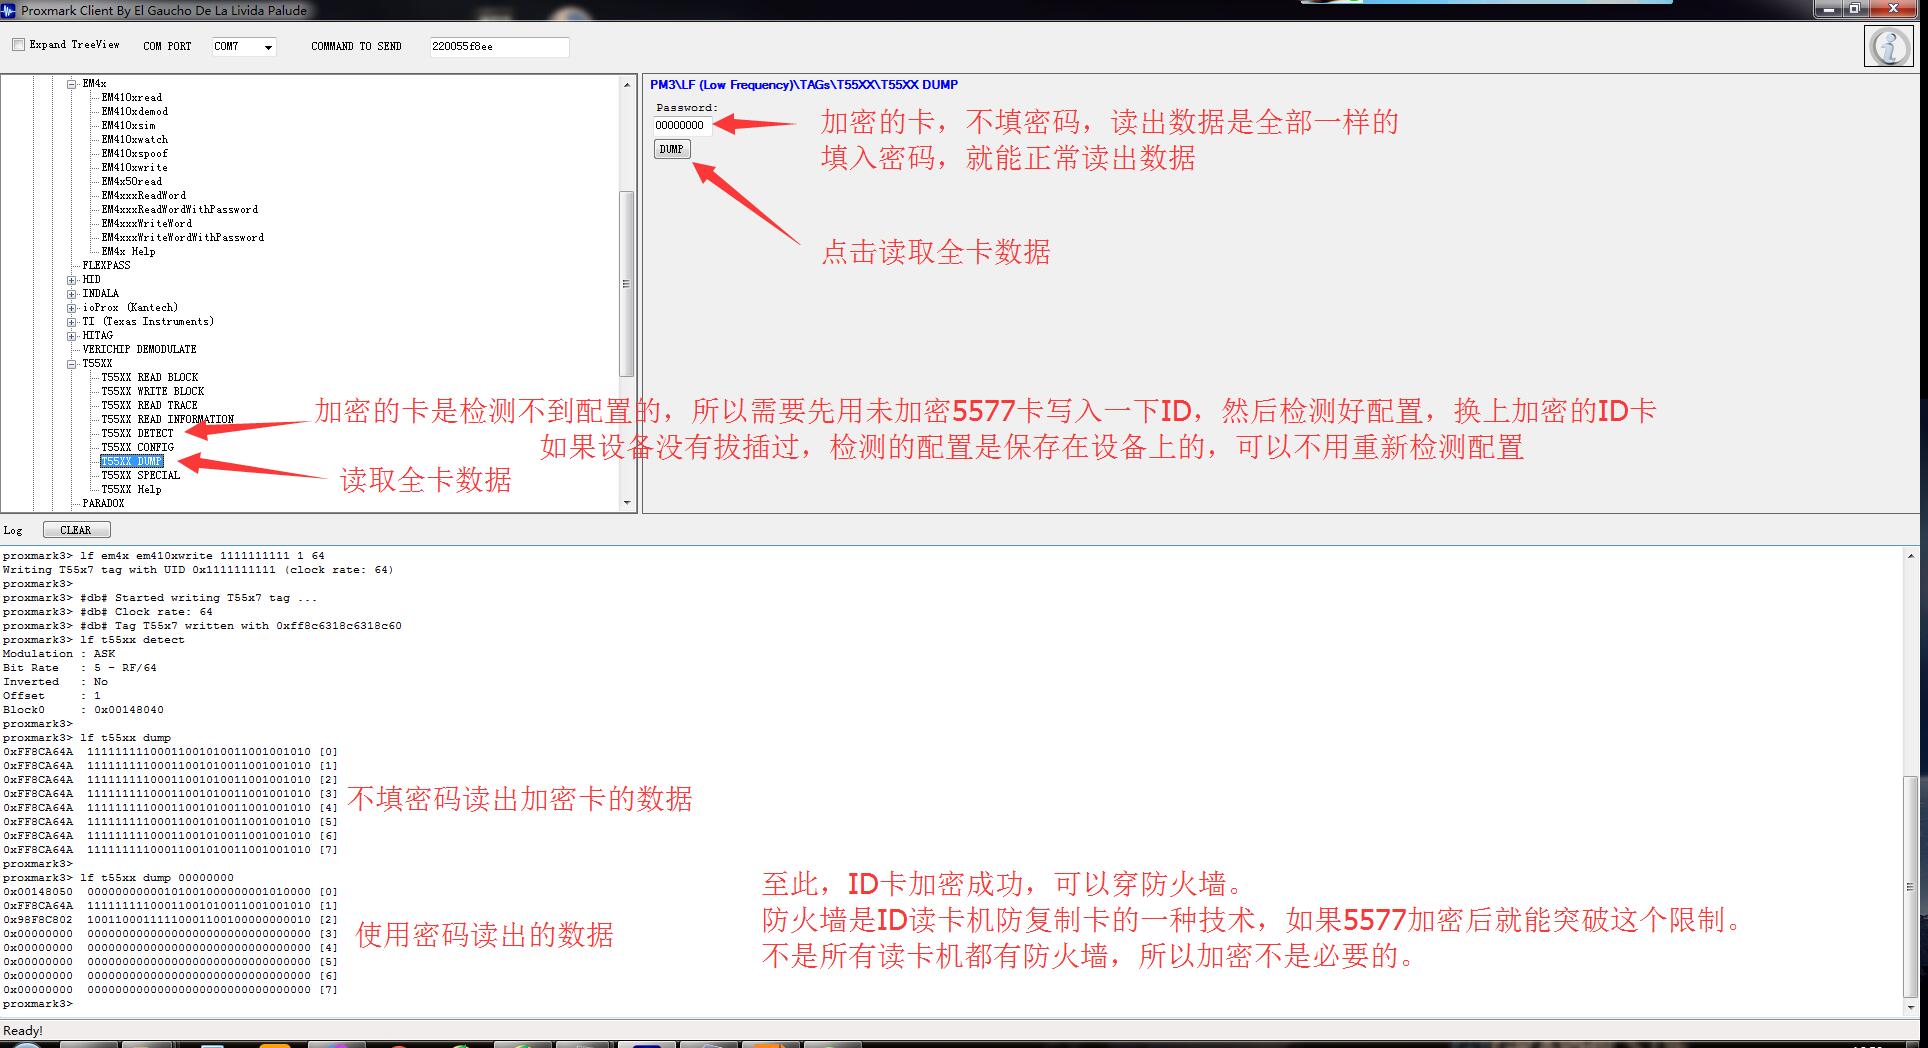 Proxmark Client By El Gaucho De La Livida Palude
Expand TreeView
COM PORT
COM7
COMMAND TO SEND
220055f8ee
EM4x
EM410xread
EM410xdemod
EM410xsim
EM410xwatch
EM410xspoof
EM410xwrite
EM4x50read
EM4xxxReadWord
EM4xxxReadWordWithPassword
EM4xxxWriteWord
EM4xxxWriteWordWithPassword
EM4x Help
FLEXPASS
HID
INDALA
ioProx (Kantech)
TI (Texas Instruments)
HITAG
VERICHIP DEMODULATE
T55XX
T55XX READ BLOCK
T55XX WRITE BLOCK
T55XX READ TRACE
T55XX READ INFORMATION
T55XX DETECT
T55XX CONFIG
T55XX DUMP
T55XX SPECIAL
T55XX Help
PARADOX
PM3\LF (Low Frequency)\TAGs\T55XX\T55XX DUMP
Password:
00000000
DUMP
加密的卡，不填密码，读出数据是全部一样的
填入密码，就能正常读出数据
点击读取全卡数据
加密的卡是检测不到配置的，所以需要先用未加密5577卡写入一下ID，然后检测好配置，换上加密的ID卡
如果设备没有拔插过，检测的配置是保存在设备上的，可以不用重新检测配置
读取全卡数据
Log
CLEAR
proxmark3> lf em4x em410xwrite 1111111111 1 64
Writing T55x7 tag with UID 0x1111111111 (clock rate: 64)
proxmark3>
proxmark3> #db# Started writing T55x7 tag ...
proxmark3> #db# Clock rate: 64
proxmark3> #db# Tag T55x7 written with 0xff8c6318c6318c60
proxmark3> lf t55xx detect
Modulation : ASK
Bit Rate : 5 - RF/64
Inverted : No
Offset : 1
Block0 : 0x00148040
proxmark3>
proxmark3> lf t55xx dump
0xFF8CA64A 11111111100011001010011001001010 [0]
0xFF8CA64A 11111111100011001010011001001010 [1]
0xFF8CA64A 11111111100011001010011001001010 [2]
0xFF8CA64A 11111111100011001010011001001010 [3]
0xFF8CA64A 11111111100011001010011001001010 [4]
0xFF8CA64A 11111111100011001010011001001010 [5]
0xFF8CA64A 11111111100011001010011001001010 [6]
0xFF8CA64A 11111111100011001010011001001010 [7]
不填密码读出加密卡的数据
proxmark3>
proxmark3> lf t55xx dump 00000000
0x00148050 00000000000101001000000001010000 [0]
0xFF8CA64A 11111111100011001010011001001010 [1]
0x98F8C802 10011000111110001100100000000010 [2]
0x00000000 00000000000000000000000000000000 [3]
0x00000000 00000000000000000000000000000000 [4]
0x00000000 00000000000000000000000000000000 [5]
0x00000000 00000000000000000000000000000000 [6]
0x00000000 00000000000000000000000000000000 [7]
proxmark3>
使用密码读出的数据
至此，ID卡加密成功，可以穿防火墙。
防火墙是ID读卡机防复制卡的一种技术，如果5577加密后就能突破这个限制。
不是所有读卡机都有防火墙，所以加密不是必要的。
Ready!